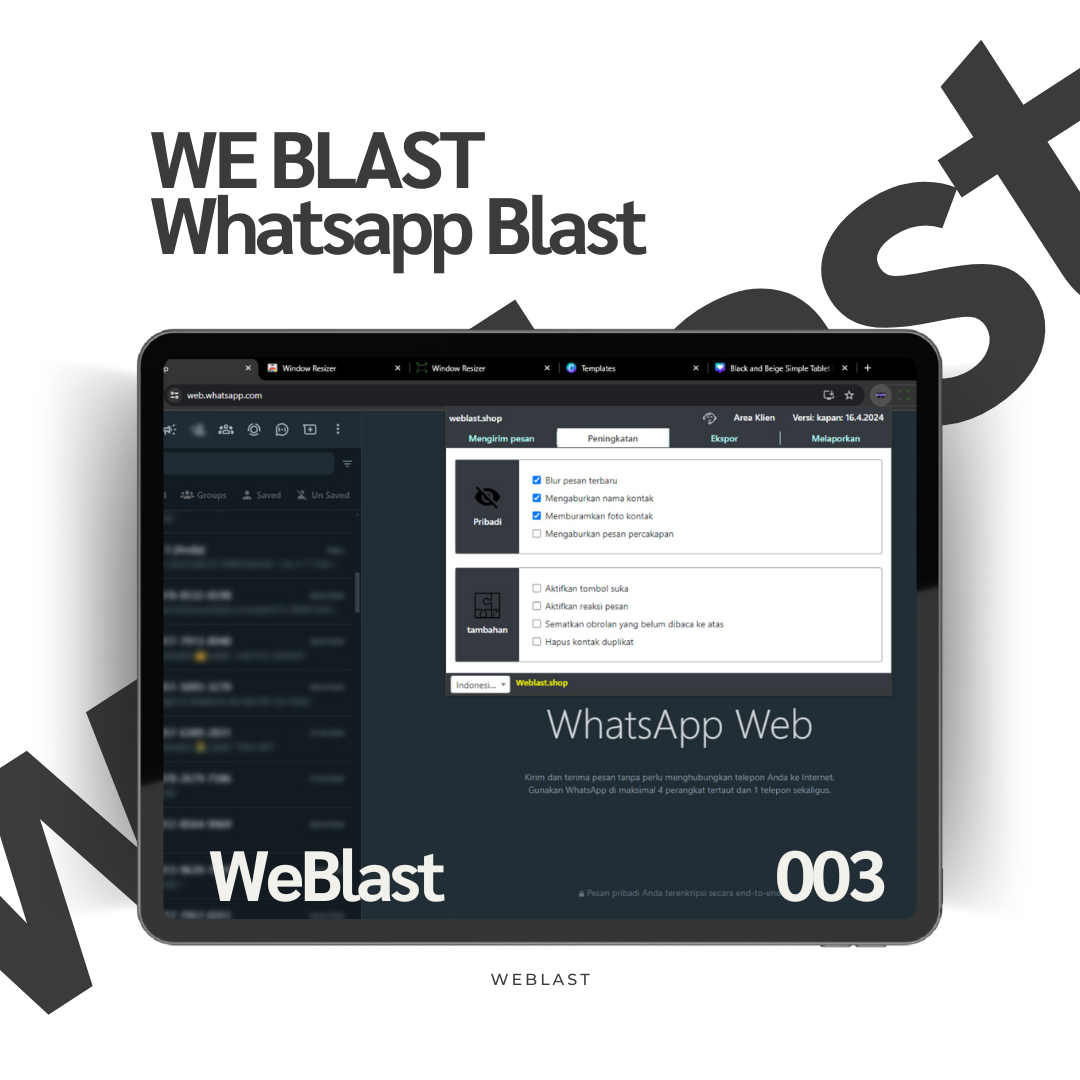 WE BLAST
Whatsapp Blast
Window Resizer
Window Resizer
Templates
Black and Beige Simple Tablet
web.whatsapp.com
weblast.shop
Area Klien
Versi: kapan: 16.4.2024
Mengirim pesan
Peningkatan
Ekspor
Melaporkan
Groups
Saved
Un Saved
Pribadi
Blur pesan terbaru
Mengaburkan nama kontak
Memburamkan foto kontak
Mengaburkan pesan percakapan
tambahan
Aktifkan tombol suka
Aktifkan reaksi pesan
Sematkan obrolan yang belum dibaca ke atas
Hapus kontak duplikat
Indonesi...
Weblast.shop
WhatsApp Web
Kirim dan terima pesan tanpa perlu menghubungkan telepon Anda ke Internet.
Gunakan WhatsApp di maksimal 4 perangkat tertaut dan 1 telepon sekaligus.
Pesan pribadi Anda terenkripsi secara end-to-en
WeBlast
003
WEBLAST